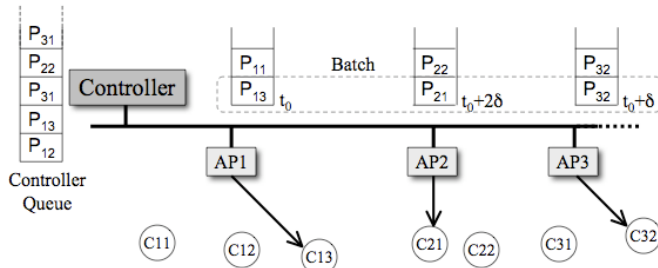 P31
P22
P31
P13
P12
Controller
Queue
Controller
P11
P13
t0
Batch
P22
P21
t0+2δ
P32
P32
t0+δ
AP1
AP2
AP3
C11
C12
C13
C21
C22
C31
C32